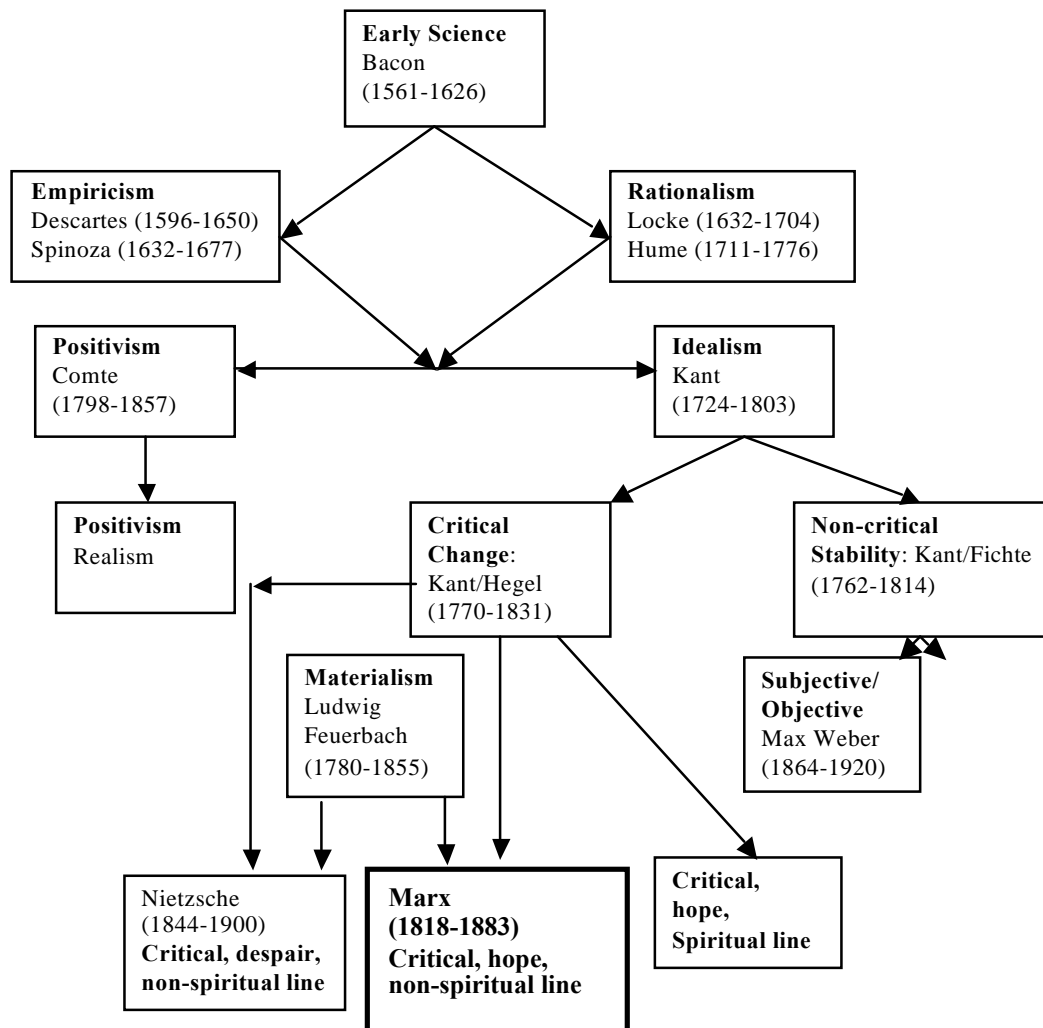 Early Science
Bacon
(1561-1626)
Empiricism
Descartes (1596-1650)
Spinoza (1632-1677)
Rationalism
Locke (1632-1704)
Hume (1711-1776)
Positivism
Comte
(1798-1857)
Idealism
Kant
(1724-1803)
Positivism
Realism
Critical
Change:
Kant/Hegel
(1770-1831)
Non-critical
Stability: Kant/Fichte
(1762-1814)
Materialism
Ludwig
Feuerbach
(1780-1855)
Subjective/
Objective
Max Weber
(1864-1920)
Nietzsche
(1844-1900)
Critical, despair,
non-spiritual line
Marx
(1818-1883)
Critical, hope,
non-spiritual line
Critical,
hope,
Spiritual line